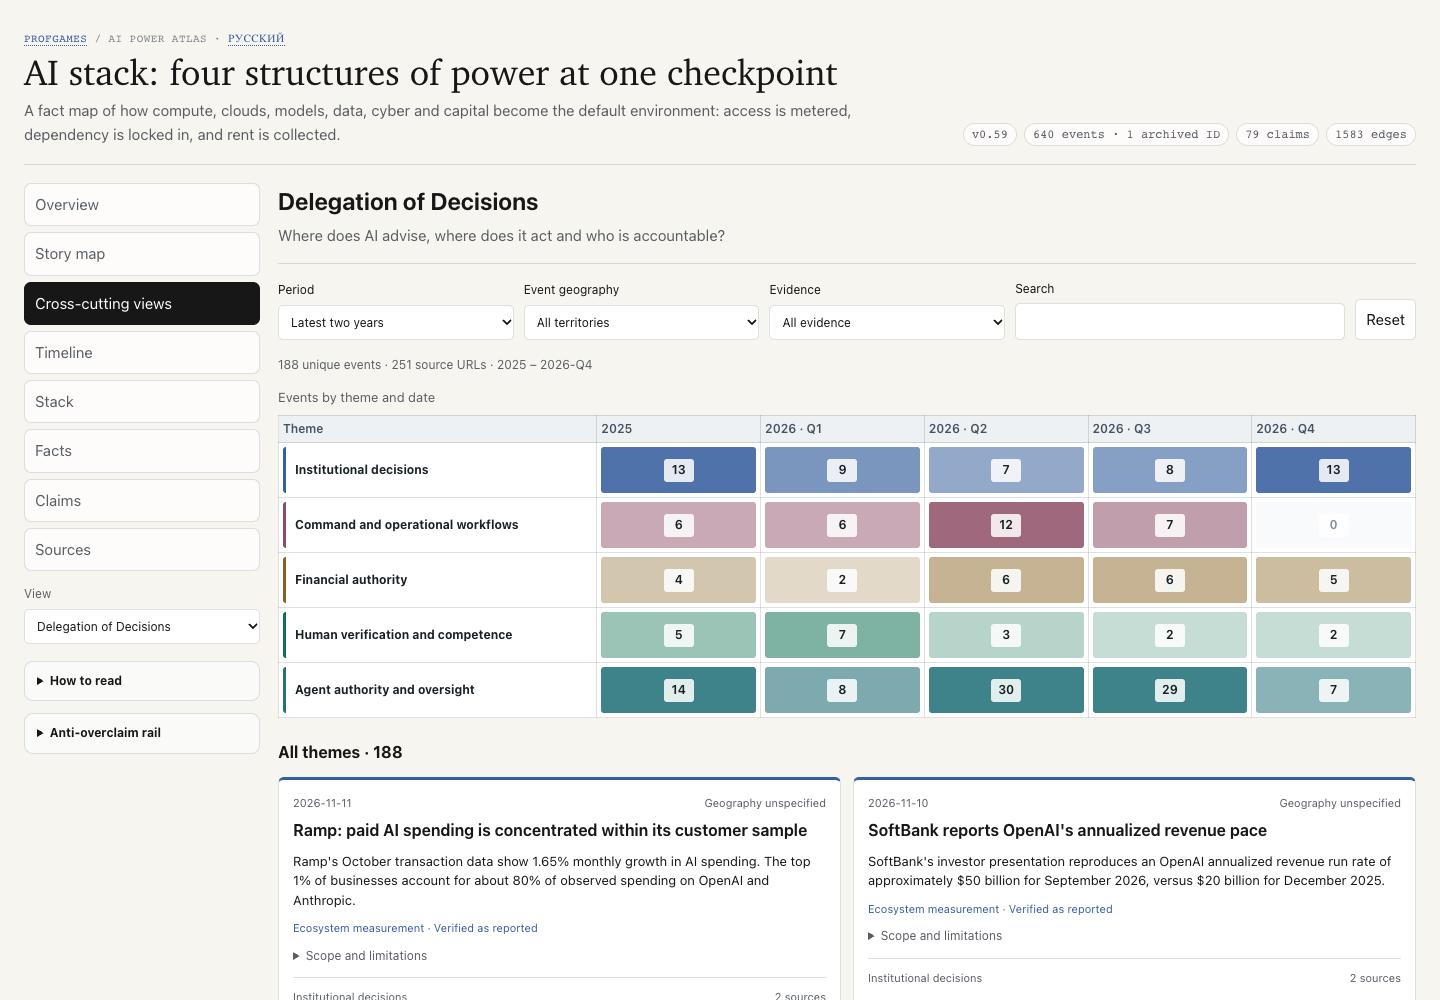 PROFGAMES / AI POWER ATLAS · РУССКИЙ
AI stack: four structures of power at one checkpoint
A fact map of how compute, clouds, models, data, cyber and capital become the default environment: access is metered,
dependency is locked in, and rent is collected.
v0.59
640 events · 1 archived ID
79 claims
1583 edges
Overview
Story map
Cross-cutting views
Timeline
Stack
Facts
Claims
Sources
View
Delegation of Decisions
How to read
Anti-overclaim rail
Delegation of Decisions
Where does AI advise, where does it act and who is accountable?
Period
Event geography
Evidence
Search
Latest two years
All territories
All evidence
Reset
188 unique events · 251 source URLs · 2025 – 2026-Q4
Events by theme and date
Theme 2025 2026 · Q1 2026 · Q2 2026 · Q3 2026 · Q4
Institutional decisions 13 9 7 8 13
Command and operational workflows 6 6 12 7 0
Financial authority 4 2 6 6 5
Human verification and competence 5 7 3 2 2
Agent authority and oversight 14 8 30 29 7
All themes · 188
2026-11-11 Geography unspecified
Ramp: paid AI spending is concentrated within its customer sample
Ramp's October transaction data show 1.65% monthly growth in AI spending. The top
1% of businesses account for about 80% of observed spending on OpenAI and
Anthropic.
Ecosystem measurement · Verified as reported
Scope and limitations
Institutional decisions 2 sources
2026-11-10 Geography unspecified
SoftBank reports OpenAI's annualized revenue pace
SoftBank's investor presentation reproduces an OpenAI annualized revenue run rate of
approximately $50 billion for September 2026, versus $20 billion for December 2025.
Ecosystem measurement · Verified as reported
Scope and limitations
Institutional decisions 2 sources